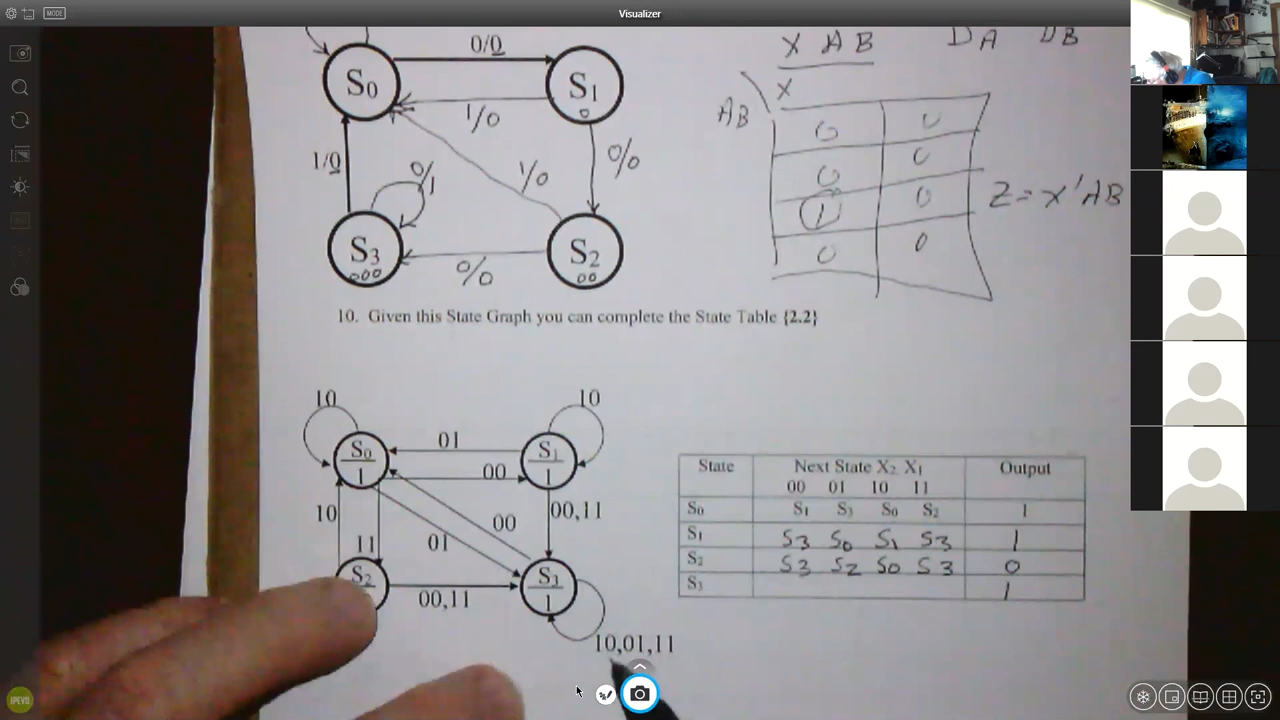 MODE
Visualizer
X A B
D A D B
0/0
S0
S1
0
X
AB
0 0
0 0
1 0
0 0
Z = X'AB
1/0
0/0
1/0
1/0
0/1
S3
000
S2
00
0/0
10. Given this State Graph you can complete the State Table {2.2}
10
10
S0
1
01
S1
1
00
00,11
10
00
01
11
S2
S3
1
00,11
10,01,11
State Next State X2 X1 Output
00 01 10 11
S0 S1 S3 S0 S2 1
S1 S3 S0 S1 S3 1
S2 S3 S2 S0 S3 0
S3 1
IPEVO